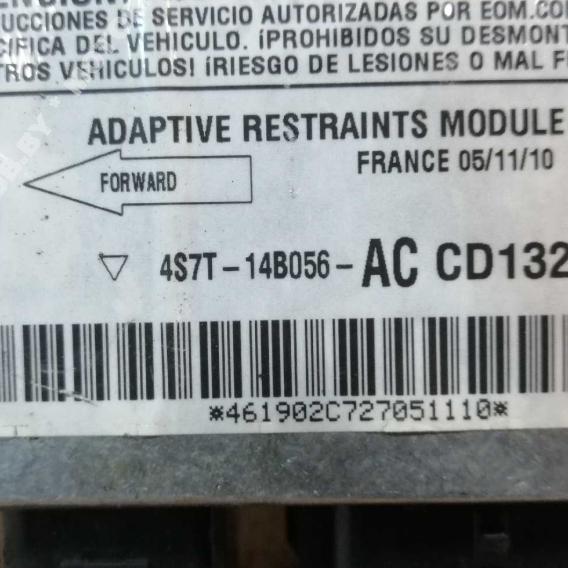 DUCCIONES DE SERVICIO AUTORIZADAS POR EOM.CO
CIFICA DEL VEHICULO. ¡PROHIBIDOS SU DESMONT
TROS VEHICULOS! ¡RIESGO DE LESIONES O MAL F
ADAPTIVE RESTRAINTS MODULE
FORWARD
FRANCE 05/11/10
4S7T-14B056-AC CD132
*461902C727051110*